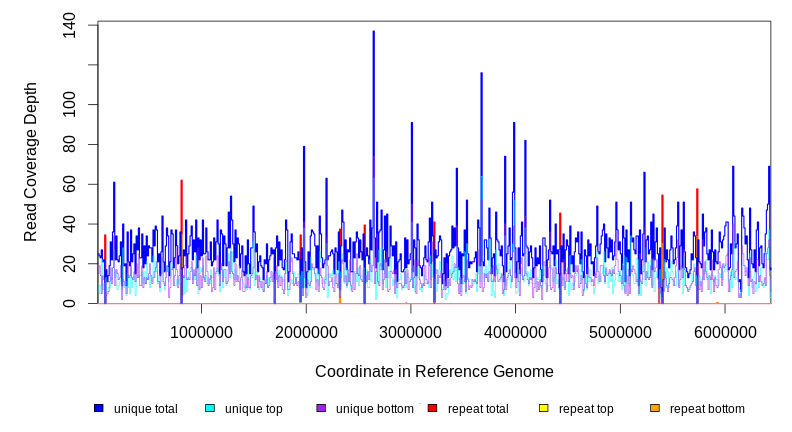 140
100
80
60
40
20
0
Read Coverage Depth
1000000 2000000 3000000 4000000 5000000 6000000
Coordinate in Reference Genome
unique total unique top unique bottom repeat total repeat top repeat bottom